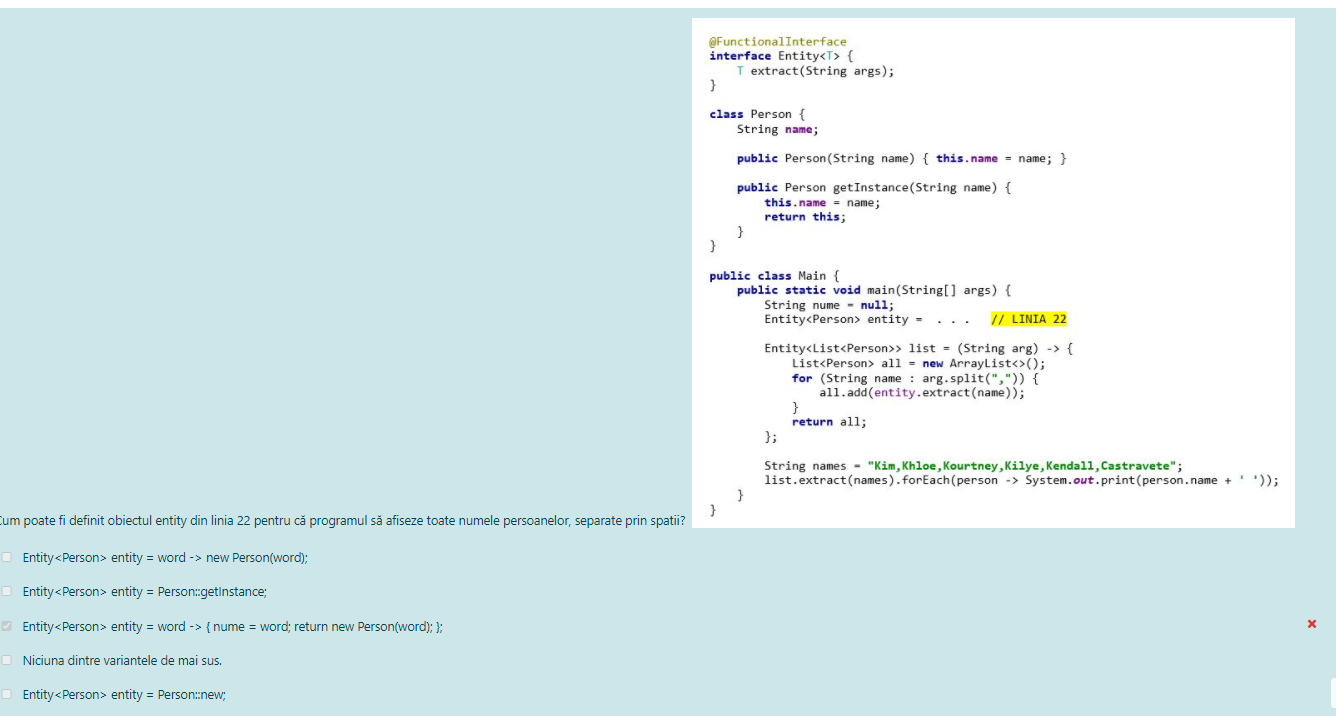 @FunctionalInterface
interface Entity<T> {
    T extract(String args);
}
class Person {
    String name;
    public Person(String name) { this.name = name; }
    public Person getInstance(String name) {
        this.name = name;
        return this;
    }
}
public class Main {
    public static void main(String[] args) {
        String nume = null;
        Entity<Person> entity = . . . // LINIA 22
        Entity<List<Person>> list = (String arg) -> {
            List<Person> all = new ArrayList<>();
            for (String name : arg.split(",")) {
                all.add(entity.extract(name));
            }
            return all;
        };
        String names = "Kim,Khloe,Kourtney,Kilye,Kendall,Castravete";
        list.extract(names).forEach(person -> System.out.print(person.name + ' '));
    }
}
Cum poate fi definit obiectul entity din linia 22 pentru că programul să afiseze toate numele persoanelor, separate prin spatii?
Entity<Person> entity = word -> new Person(word);
Entity<Person> entity = Person::getInstance;
Entity<Person> entity = word -> { nume = word; return new Person(word); };
Niciuna dintre variantele de mai sus.
Entity<Person> entity = Person::new;